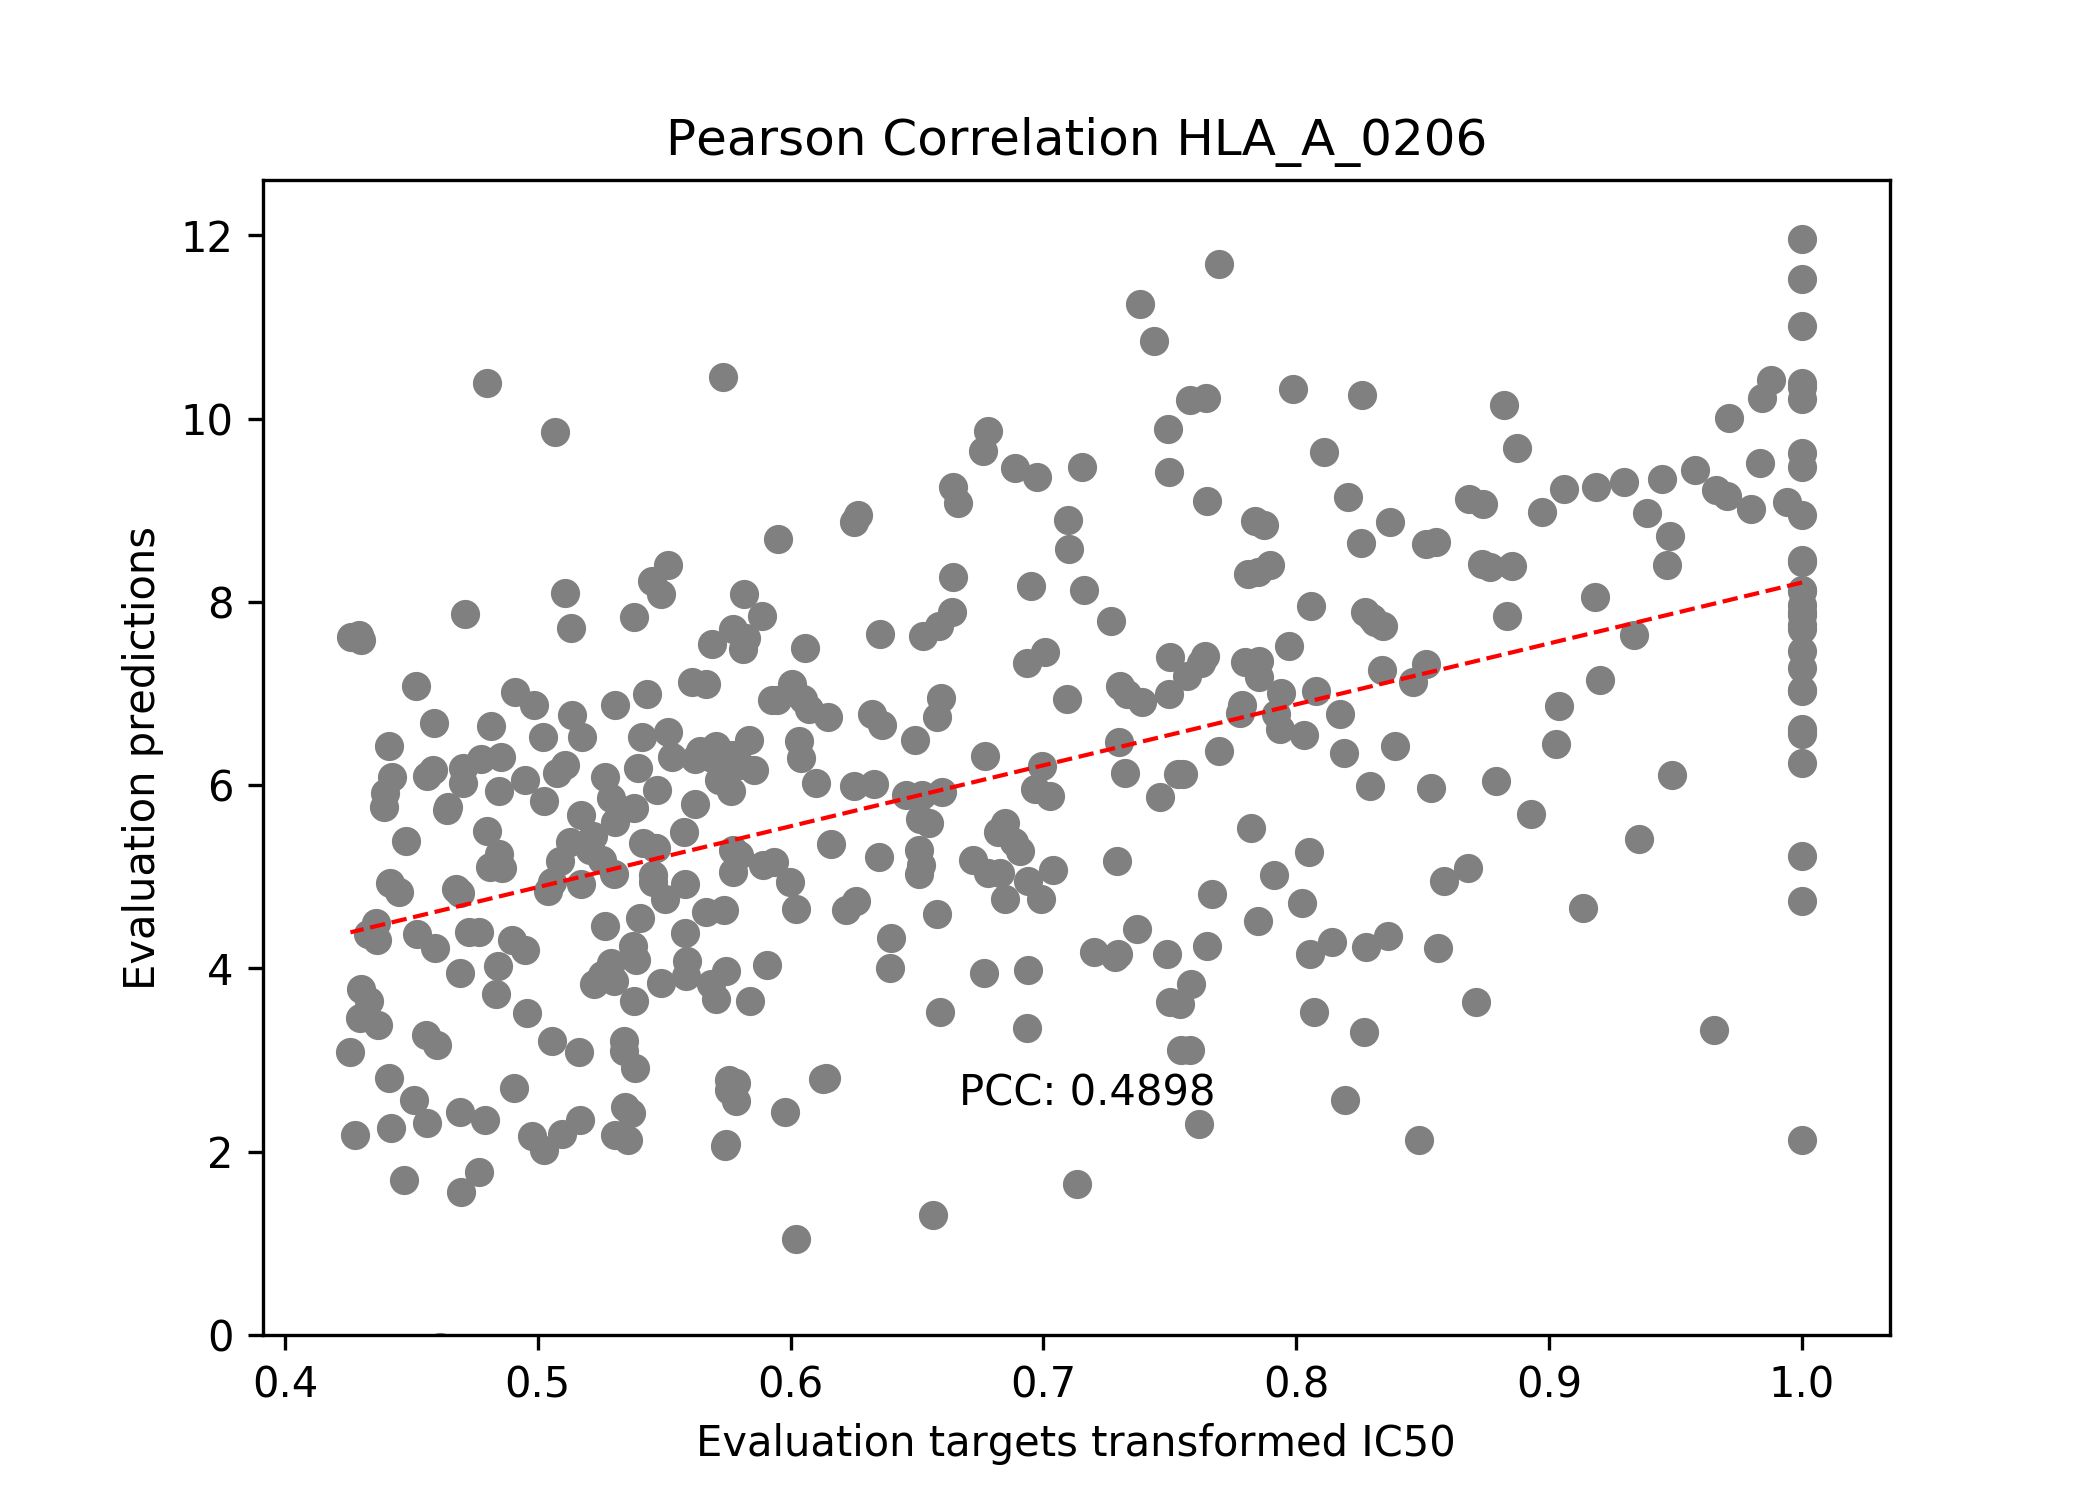 Pearson Correlation HLA_A_0206
12
10
8
6
4
2
0
Evaluation predictions
PCC: 0.4898
0.4 0.5 0.6 0.7 0.8 0.9 1.0
Evaluation targets transformed IC50